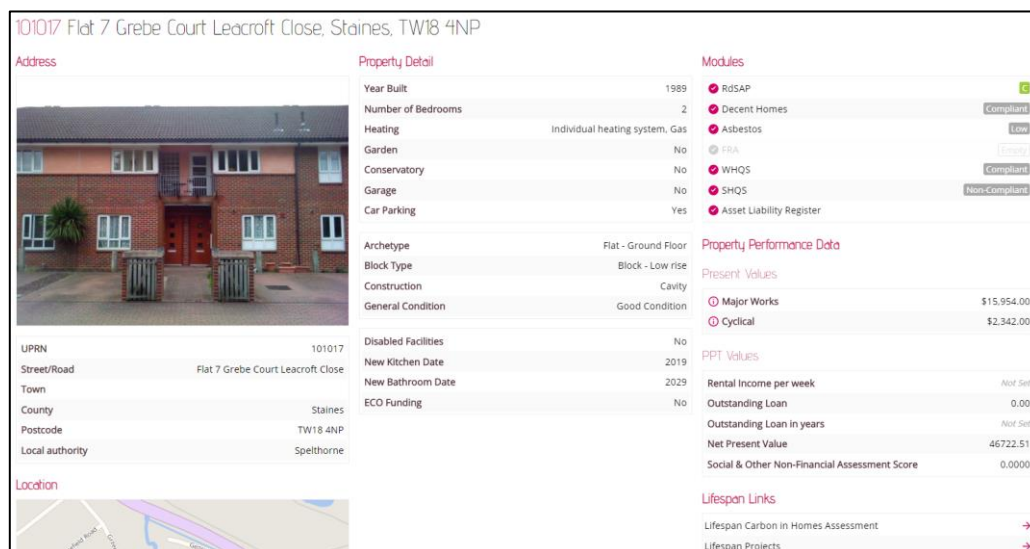 101017 Flat 7 Grebe Court Leacroft Close, Staines, TW18 4NP
Address
UPRN 101017
Street/Road Flat 7 Grebe Court Leacroft Close
Town
County Staines
Postcode TW18 4NP
Local authority Spelthorne
Location
Property Detail
Year Built 1989
Number of Bedrooms 2
Heating Individual heating system, Gas
Garden No
Conservatory No
Garage No
Car Parking Yes
Archetype Flat - Ground Floor
Block Type Block - Low rise
Construction Cavity
General Condition Good Condition
Disabled Facilities No
New Kitchen Date 2019
New Bathroom Date 2029
ECO Funding No
Modules
RdSAP C
Decent Homes Compliant
Asbestos Low
FRA Empty
WHQS Compliant
SHQS Non-Compliant
Asset Liability Register
Property Performance Data
Present Values
Major Works $15,954.00
Cyclical $2,342.00
PPT Values
Rental Income per week Not Set
Outstanding Loan 0.00
Outstanding Loan in years Not Set
Net Present Value 46722.51
Social & Other Non-Financial Assessment Score 0.0000
Lifespan Links
Lifespan Carbon in Homes Assessment
Lifespan Projects